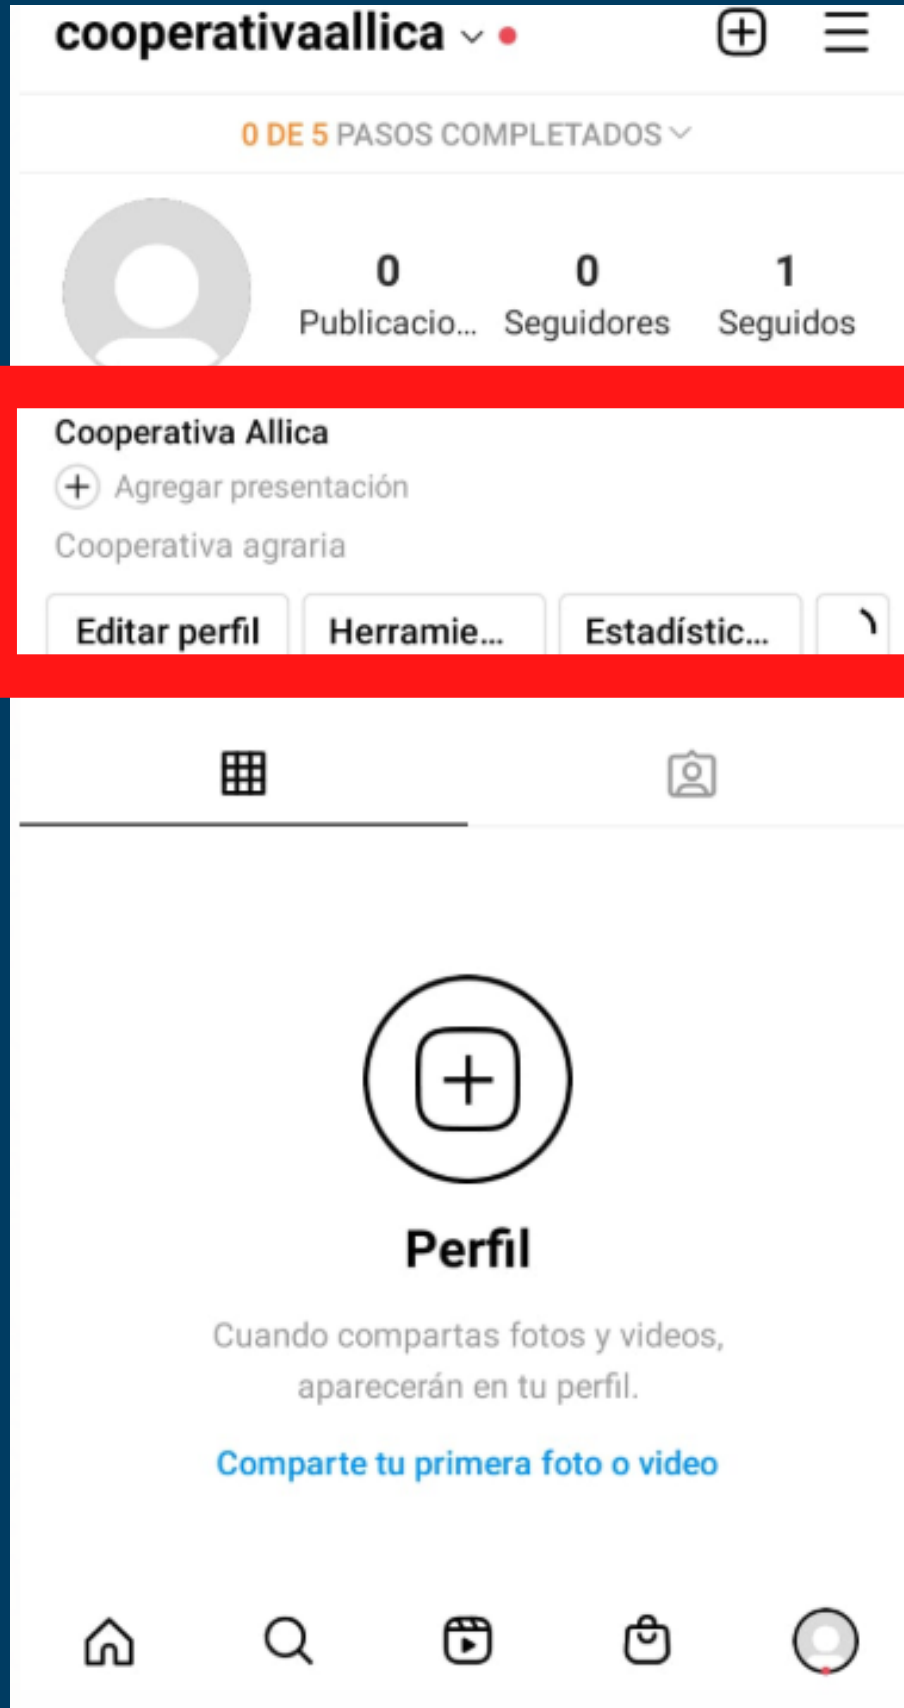 cooperativaallica
0 DE 5 PASOS COMPLETADOS
0 0 1
Publicacio... Seguidores Seguidos
Cooperativa Allica
Agregar presentación
Cooperativa agraria
Editar perfil Herramie... Estadístic...
Perfil
Cuando compartas fotos y videos,
aparecerán en tu perfil.
Comparte tu primera foto o video